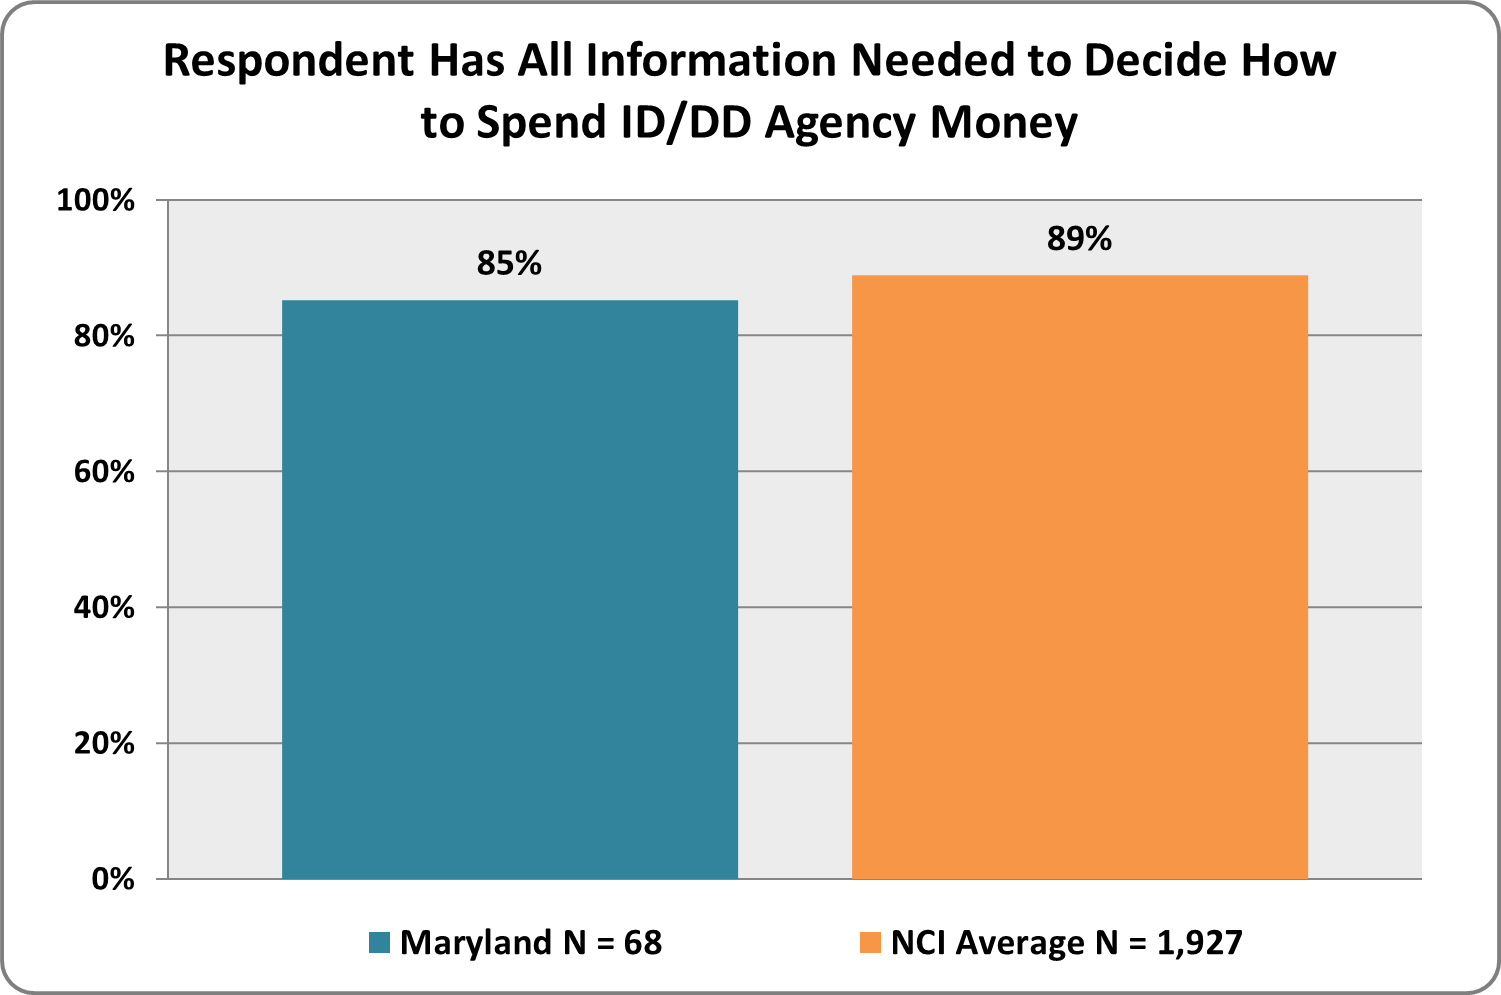 Respondent Has All Information Needed to Decide How
to Spend ID/DD Agency Money
100%
80%
60%
40%
20%
0%
85%
89%
Maryland N = 68
NCI Average N = 1,927